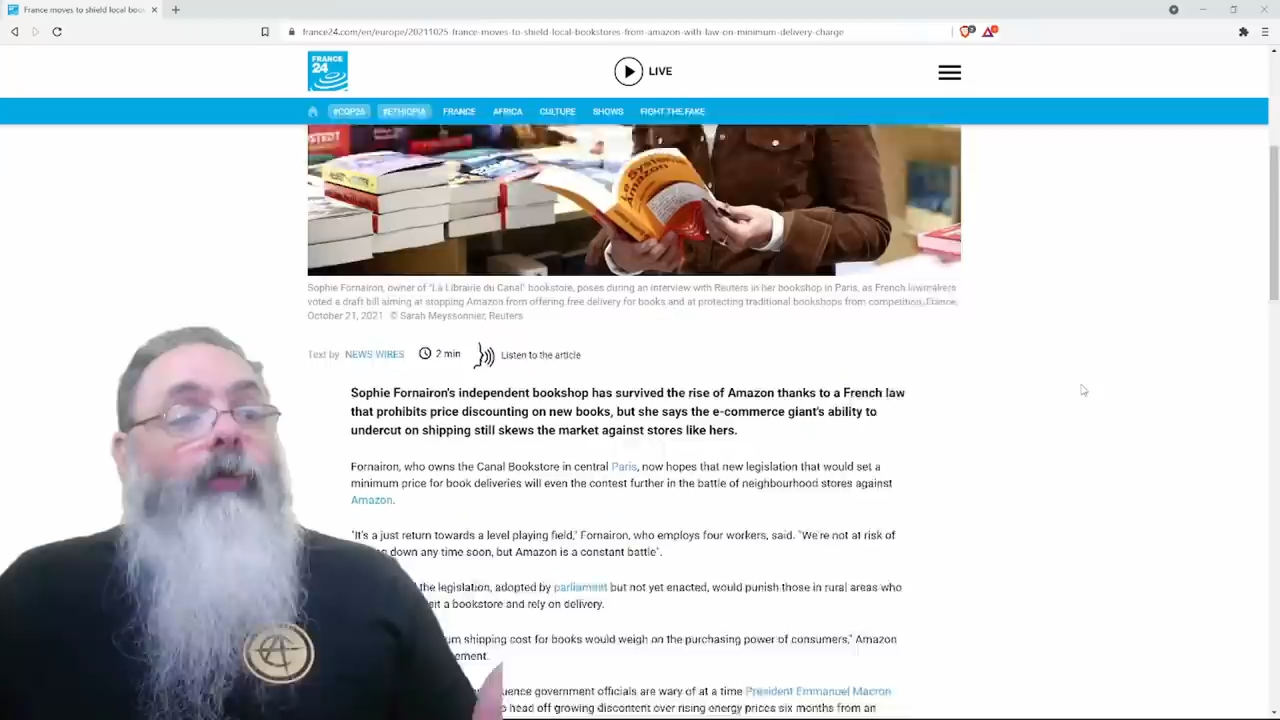 France moves to shield local boo
france24.com/en/europe/20211025-france-moves-to-shield-local-bookstores-from-amazon-with-law-on-minimum-delivery-charge
FRANCE
24
LIVE
#COP26 #ETHIOPIA FRANCE AFRICA CULTURE SHOWS FIGHT THE FAKE
Système
Amazon
Sophie Fornairon, owner of "La Librairie du Canal" bookstore, poses during an interview with Reuters in her bookshop in Paris, as French lawmakers
voted a draft bill aiming at stopping Amazon from offering free delivery for books and at protecting traditional bookshops from competition, France,
October 21, 2021 © Sarah Meyssonnier, Reuters
Text by NEWS WIRES 2 min Listen to the article
Sophie Fornairon's independent bookshop has survived the rise of Amazon thanks to a French law
that prohibits price discounting on new books, but she says the e-commerce giant's ability to
undercut on shipping still skews the market against stores like hers.
Fornairon, who owns the Canal Bookstore in central Paris, now hopes that new legislation that would set a
minimum price for book deliveries will even the contest further in the battle of neighbourhood stores against
Amazon.
"It's a just return towards a level playing field," Fornairon, who employs four workers, said. "We're not at risk of
down any time soon, but Amazon is a constant battle".
the legislation, adopted by parliament but not yet enacted, would punish those in rural areas who
a bookstore and rely on delivery.
shipping cost for books would weigh on the purchasing power of consumers," Amazon
government officials are wary of at a time President Emmanuel Macron
head off growing discontent over rising energy prices six months from an